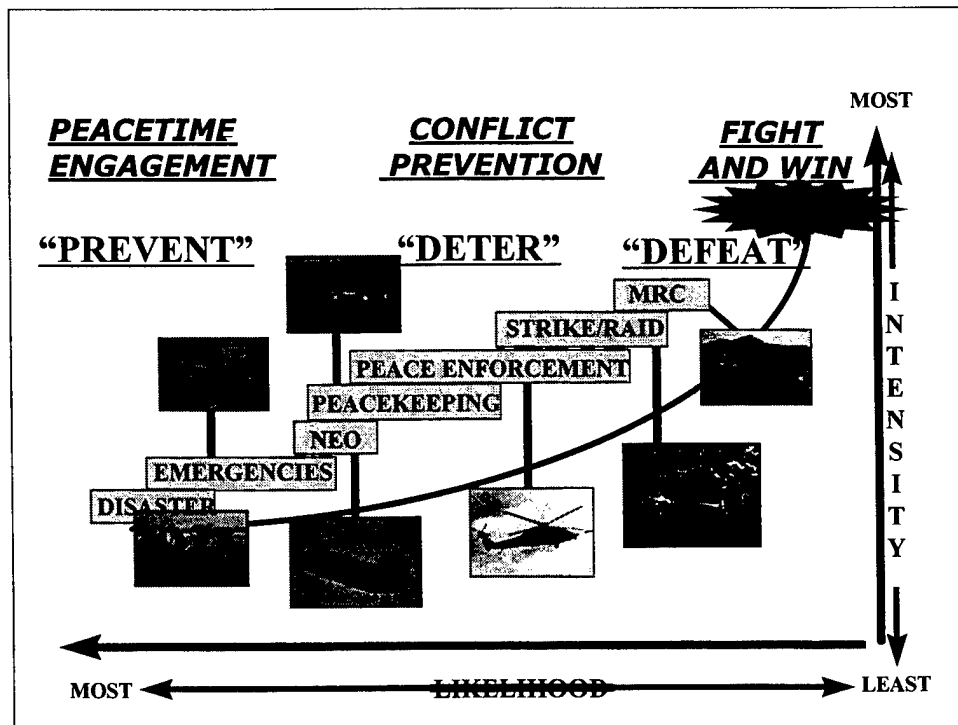 MOST
PEACETIME
ENGAGEMENT
CONFLICT
PREVENTION
FIGHT
AND WIN
“PREVENT”
“DETER”
“DEFEAT”
MRC
STRIKE/RAID
PEACE ENFORCEMENT
PEACEKEEPING
NEO
EMERGENCIES
DISASTER
INTENSITY
MOST
LIKELIHOOD
LEAST